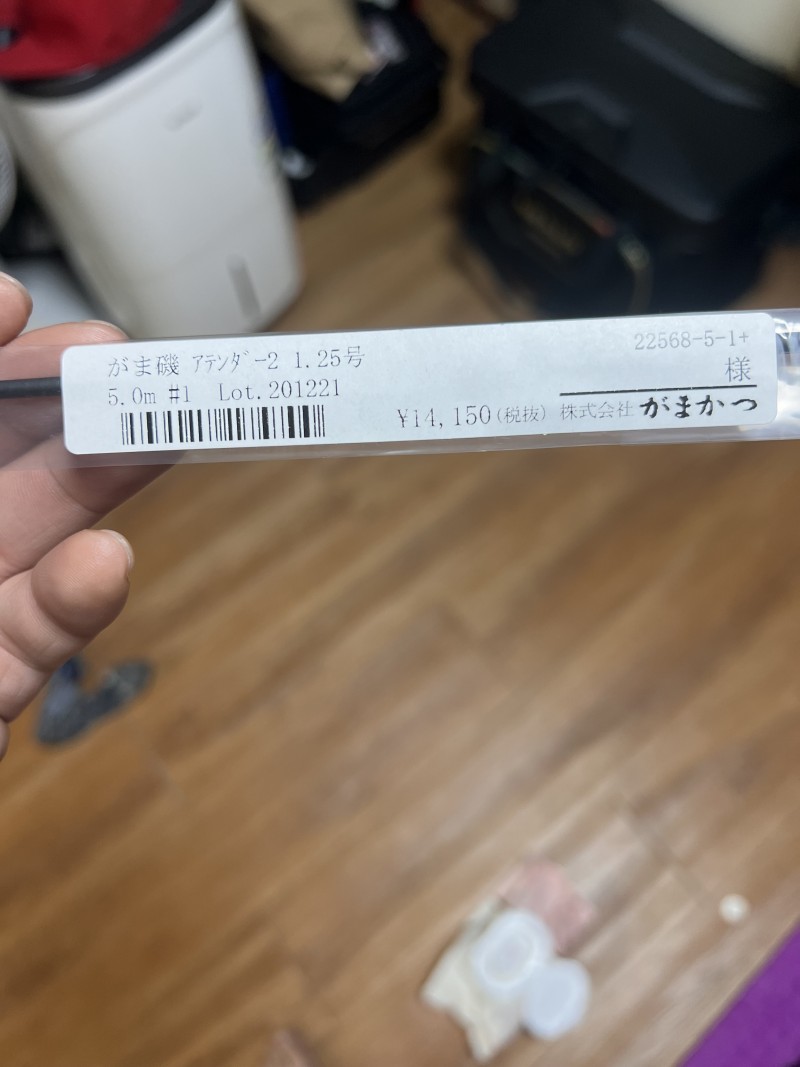 がま磯 ｱﾃﾝﾀﾞｰ2 1.25号
22568-5-1+
5.0m #1 Lot.201221
様
¥14,150(税抜) 株式会社 がまかつ